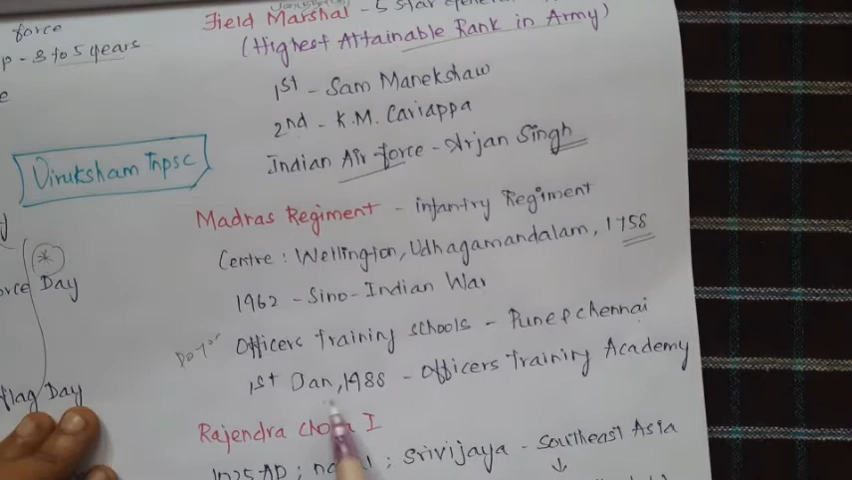 force
p - 3 to 5 years
e
Field Marshal - 5 star General
(Highest Attainable Rank in Army)
1st - Sam Manekshaw
2nd - K.M. Cariappa
Indian Air force - Arjan Singh
Viruksham Tnpsc
Madras Regiment - infantry Regiment
Centre : Wellington, Udhagamandalam, 1758
1962 - Sino-Indian War
Officers training schools - Pune & Chennai
1st Jan, 1988 - Officers Training Academy
*
orce Day
flag Day
Rajendra Chola I
1025 AD ; ; Srivijaya - Southeast Asia